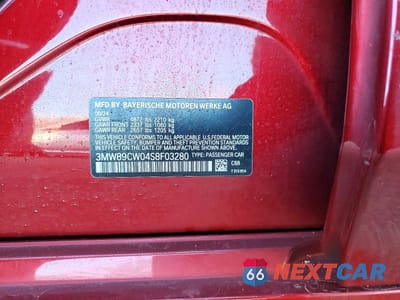 MFD BY-BAYERISCHE MOTOREN WERKE AG
09/24
GVWR 4872 lbs 2210 kg
GAWR FRONT 2337 lbs 1060 kg
GAWR REAR 2657 lbs 1205 kg
THIS VEHICLE CONFORMS TO ALL APPLICABLE
U.S.FEDERAL MOTOR VEHICLE SAFETY,
BUMPER, AND THEFT PREVENTION STANDARDS
IN EFFECT ON THE DATE OF MANUFACTURE
SHOWN ABOVE.
3MW89CW04S8F03280 TYPE: PASSENGER CAR
C6B
66 NEXTCAR